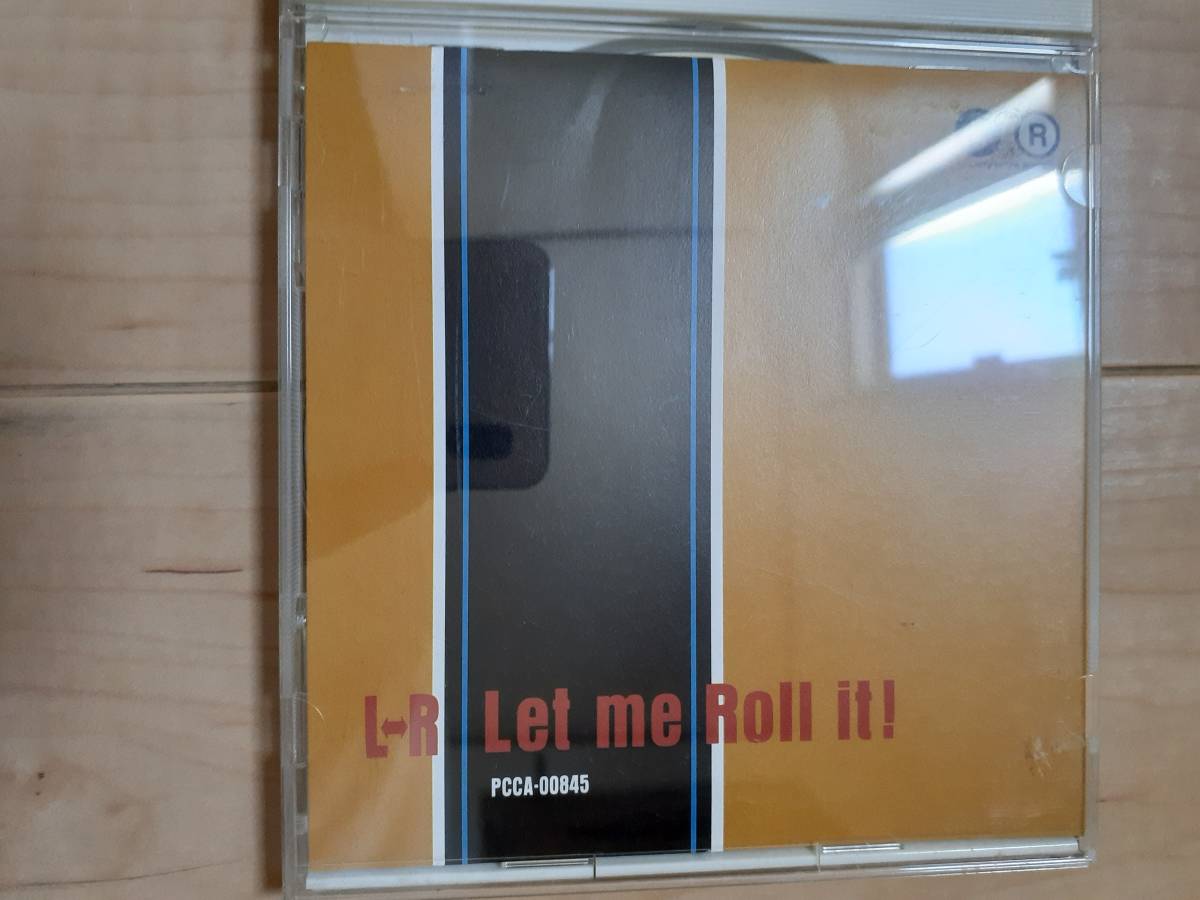 R
L↔R Let me Roll it!
PCCA-00845